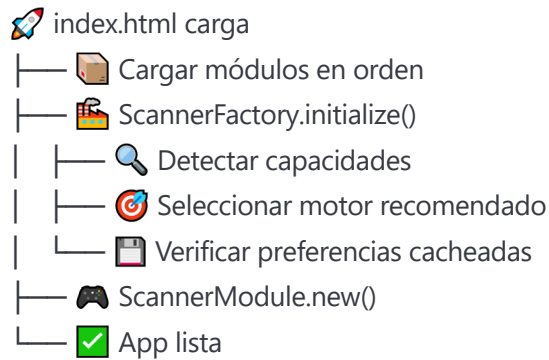 🚀 index.html carga
├── 📦 Cargar módulos en orden
├── 🏭 ScannerFactory.initialize()
│   ├── 🔍 Detectar capacidades
│   ├── 🎯 Seleccionar motor recomendado
│   └── 💾 Verificar preferencias cacheadas
├── 🎮 ScannerModule.new()
└── ✅ App lista